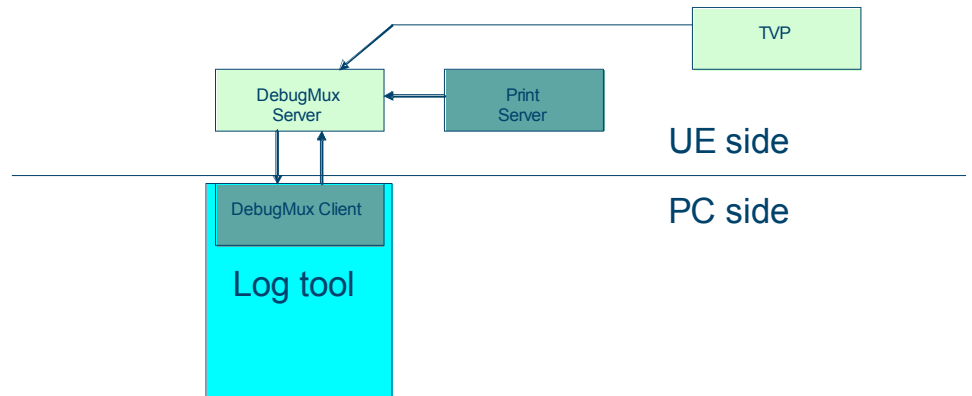 TVP
DebugMux
Server
Print
Server
UE side
PC side
DebugMux Client
Log tool